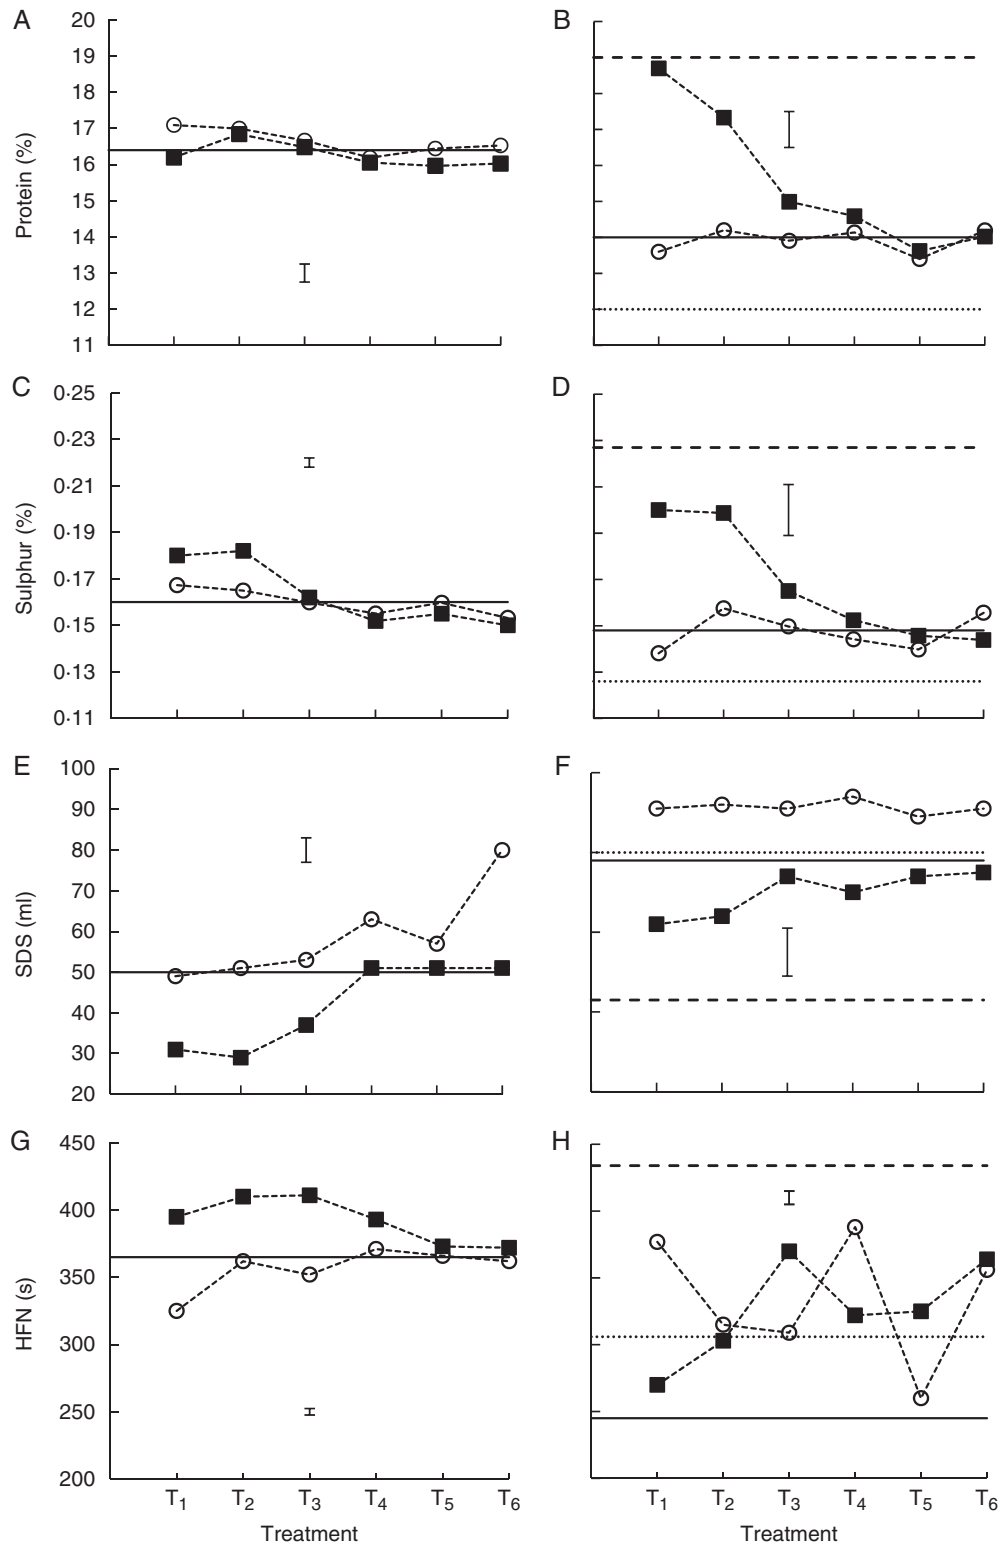 A
B
20
19
18
17
16
15
14
13
12
11
Protein (%)
C
D
0·25
0·23
0·21
0·19
0·17
0·15
0·13
0·11
Sulphur (%)
E
F
100
90
80
70
60
50
40
30
20
SDS (ml)
G
H
450
400
350
300
250
200
HFN (s)
T1 T2 T3 T4 T5 T6
T1 T2 T3 T4 T5 T6
Treatment
Treatment